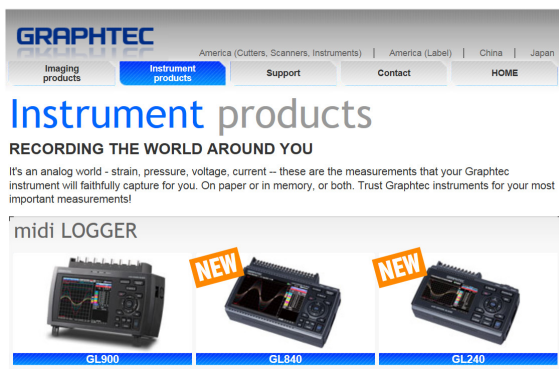 GRAPHTEC
America (Cutters, Scanners, Instruments) | America (Label) | China | Japan
Imaging products
Instrument products
Support
Contact
HOME
Instrument products
RECORDING THE WORLD AROUND YOU
It's an analog world - strain, pressure, voltage, current -- these are the measurements that your Graphtec
instrument will faithfully capture for you. On paper or in memory, or both. Trust Graphtec instruments for your most
important measurements!
midi LOGGER
NEW
NEW
GL900
GL840
GL240